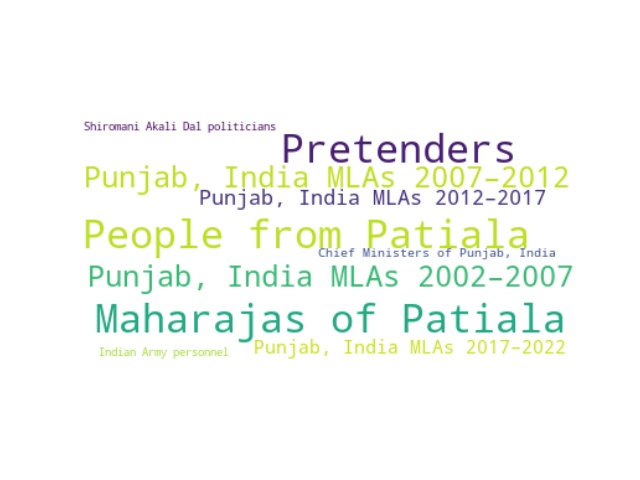 Shiromani Akali Dal politicians
Pretenders
Punjab, India MLAs 2007–2012
Punjab, India MLAs 2012–2017
People from Patiala
Chief Ministers of Punjab, India
Punjab, India MLAs 2002–2007
Maharajas of Patiala
Punjab, India MLAs 2017–2022
Indian Army personnel